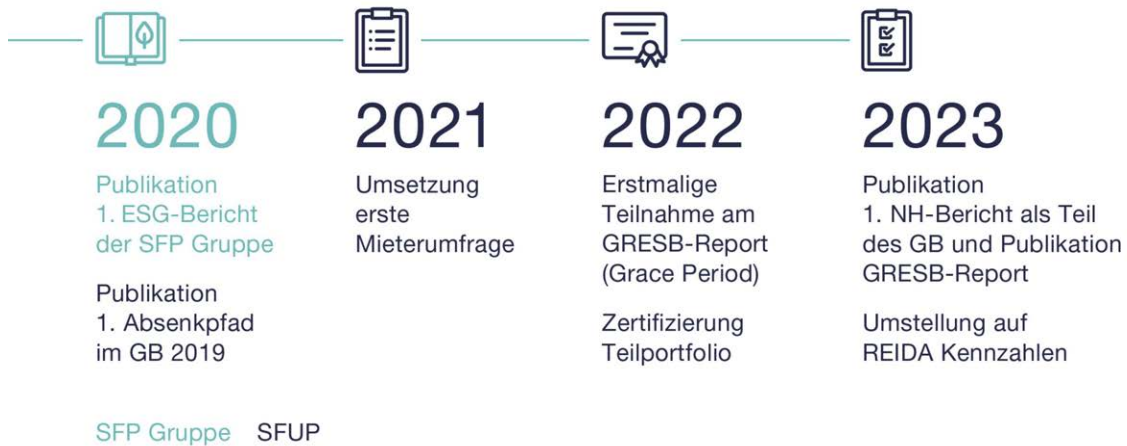 2020
Publikation
1. ESG-Bericht
der SFP Gruppe
Publikation
1. Absenkpfad
im GB 2019
2021
Umsetzung
erste
Mieterumfrage
2022
Erstmalige
Teilnahme am
GRESB-Report
(Grace Period)
Zertifizierung
Teilportfolio
2023
Publikation
1. NH-Bericht als Teil
des GB und Publikation
GRESB-Report
Umstellung auf
REIDA Kennzahlen
SFP Gruppe SFUP